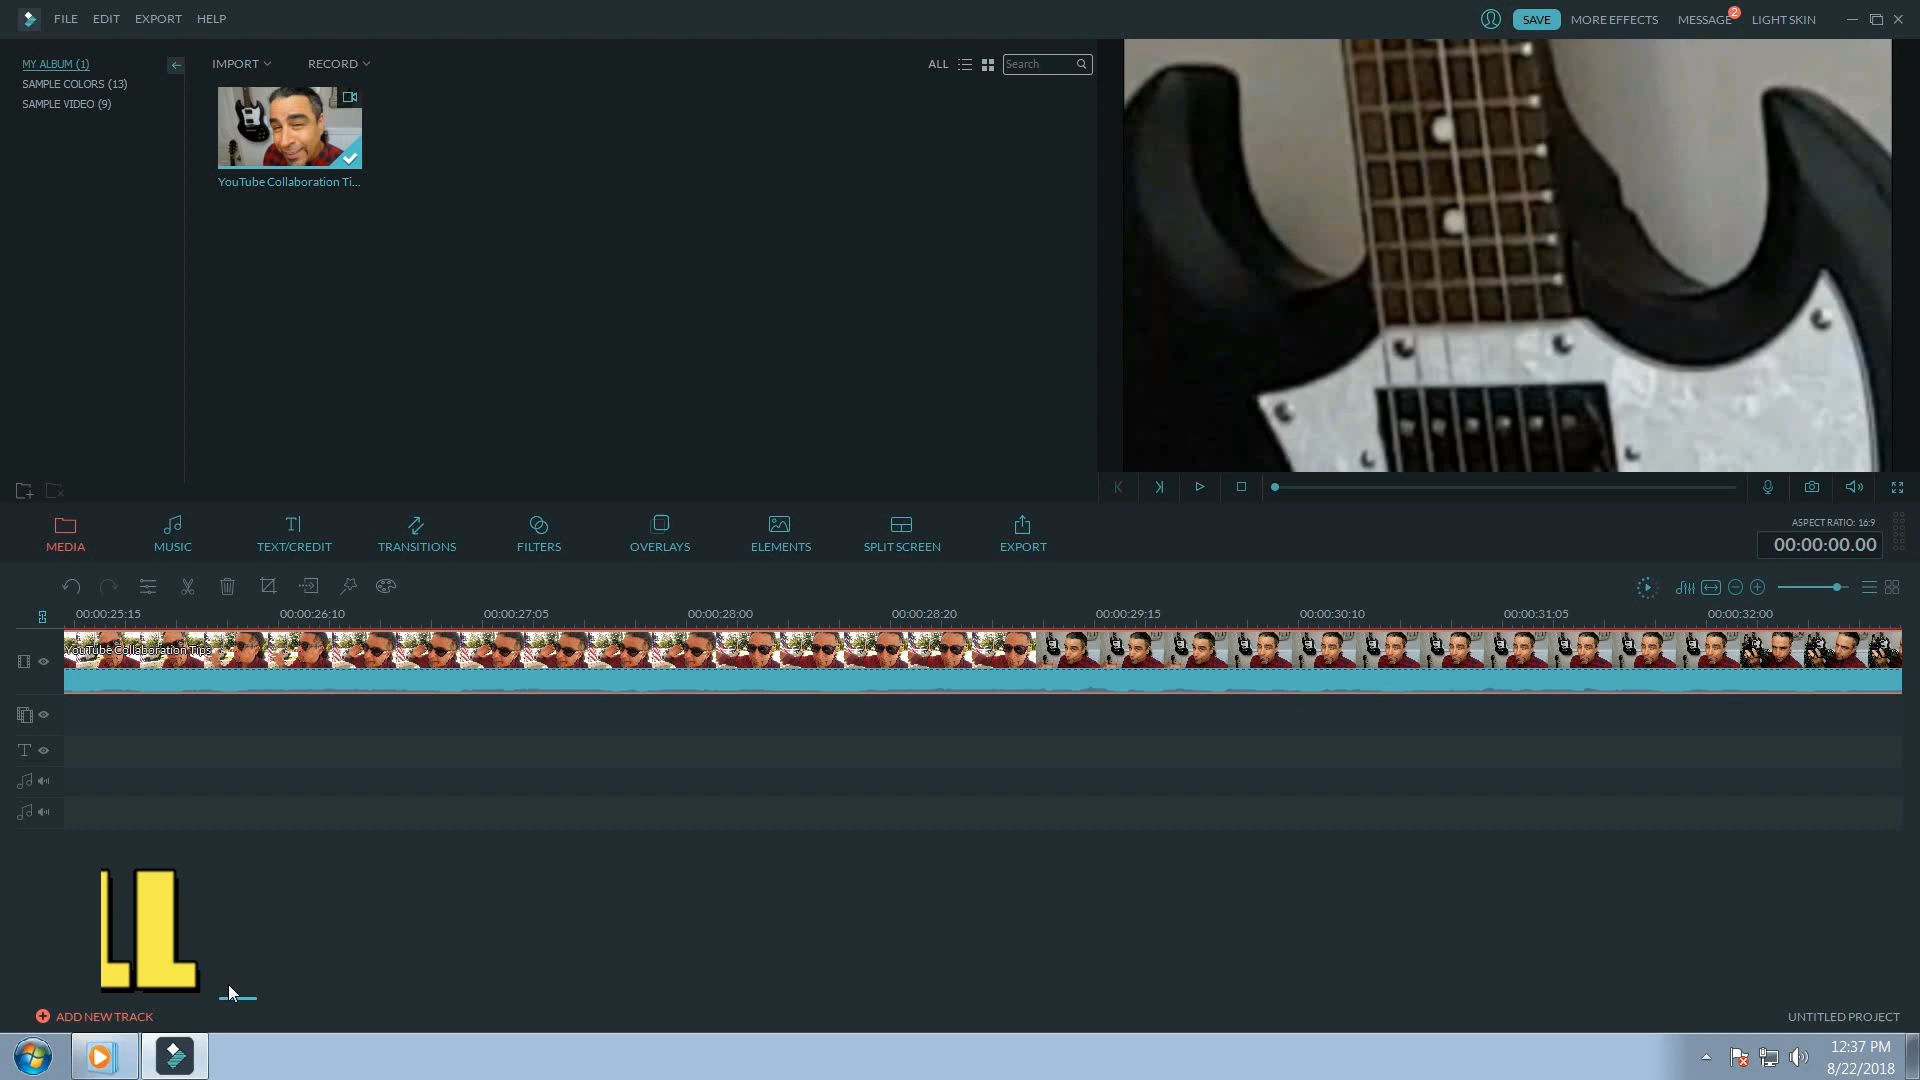 FILE EDIT EXPORT HELP
SAVE MORE EFFECTS MESSAGE 2 LIGHT SKIN
MY ALBUM (1)
SAMPLE COLORS (13)
SAMPLE VIDEO (9)
IMPORT RECORD ALL Search
YouTube Collaboration Ti...
MEDIA MUSIC TEXT/CREDIT TRANSITIONS FILTERS OVERLAYS ELEMENTS SPLIT SCREEN EXPORT
ASPECT RATIO: 16:9
00:00:00.00
00:00:25:15 00:00:26:10 00:00:27:05 00:00:28:00 00:00:28:20 00:00:29:15 00:00:30:10 00:00:31:05 00:00:32:00
YouTube Collaboration Tips
LL
ADD NEW TRACK
UNTITLED PROJECT
12:37 PM
8/22/2018